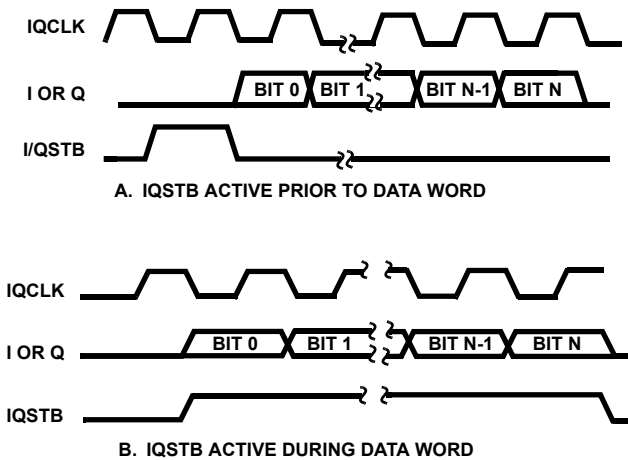 IQCLK
I OR Q BIT 0 BIT 1 BIT N-1 BIT N
I/QSTB
A. IQSTB ACTIVE PRIOR TO DATA WORD
IQCLK
I OR Q BIT 0 BIT 1 BIT N-1 BIT N
IQSTB
B. IQSTB ACTIVE DURING DATA WORD